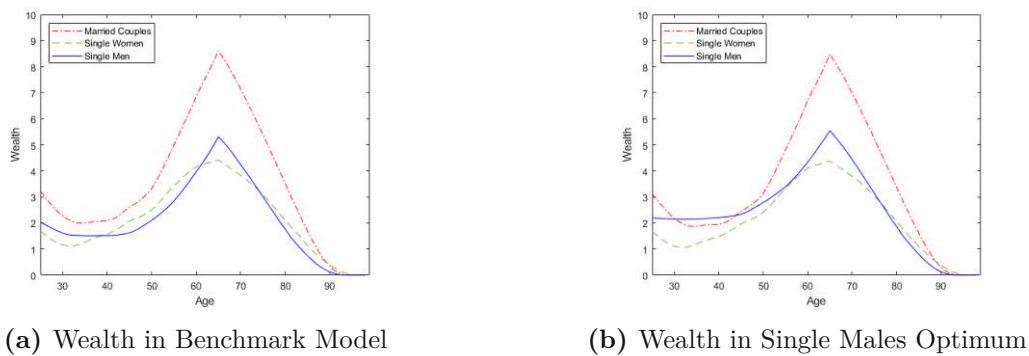 10
9
8
7
6
5
4
3
2
1
0
Wealth
Married Couples
Single Women
Single Men
30 40 50 60 70 80 90
Age
(a) Wealth in Benchmark Model
10
9
8
7
6
5
4
3
2
1
0
Wealth
Married Couples
Single Women
Single Men
30 40 50 60 70 80 90
Age
(b) Wealth in Single Males Optimum